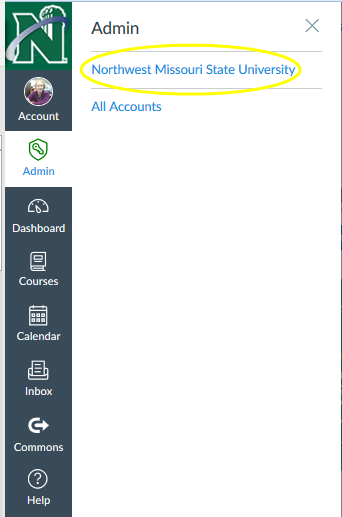 N
Account
Admin
Dashboard
Courses
Calendar
Inbox
Commons
Help
Admin
Northwest Missouri State University
All Accounts